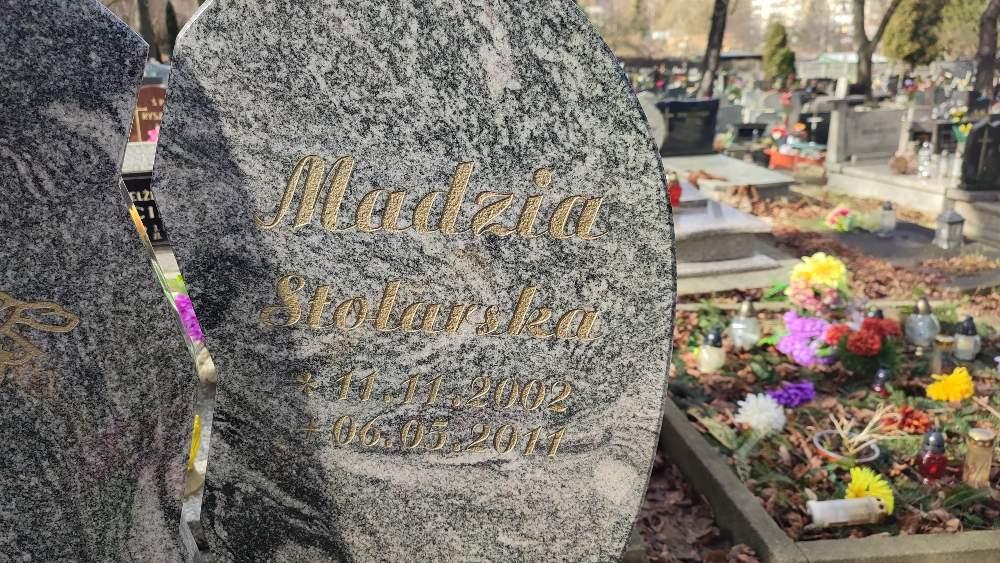 Madzia
Stolarska
* 11.11.2002
+ 06.05.2011